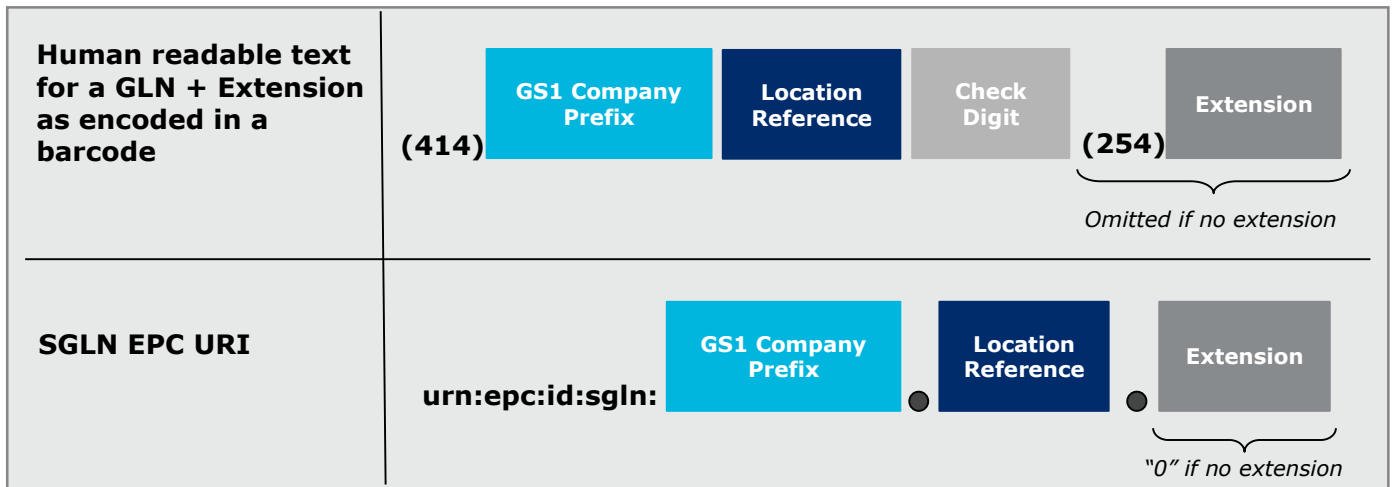 Human readable text
for a GLN + Extension
as encoded in a
barcode
(414)
GS1 Company
Prefix
Location
Reference
Check
Digit
(254)
Extension
Omitted if no extension
SGLN EPC URI
urn:epc:id:sgln:
GS1 Company
Prefix
Location
Reference
Extension
“0” if no extension